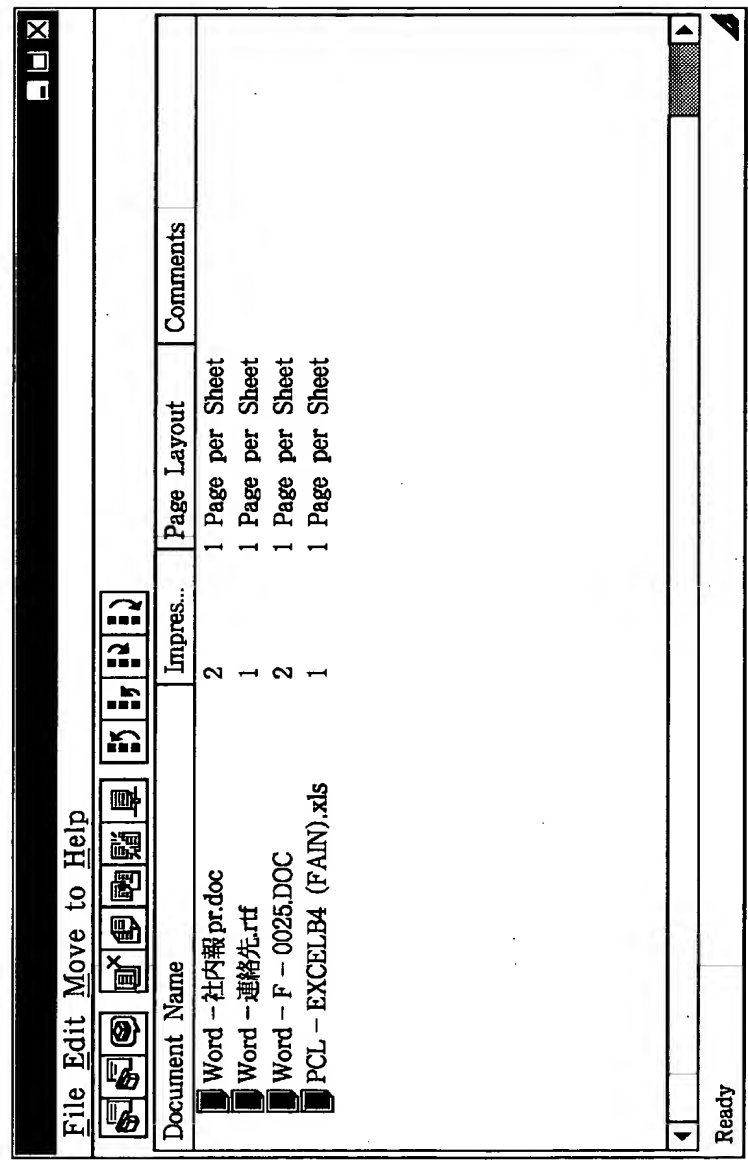 File Edit Move to Help
Document Name Impres... Page Layout Comments
Word－社内報pr.doc 2 1 Page per Sheet
Word－連絡先.rtf 1 1 Page per Sheet
Word－F－0025.DOC 2 1 Page per Sheet
PCL－EXCELB4 (FAIN).xls 1 1 Page per Sheet
Ready